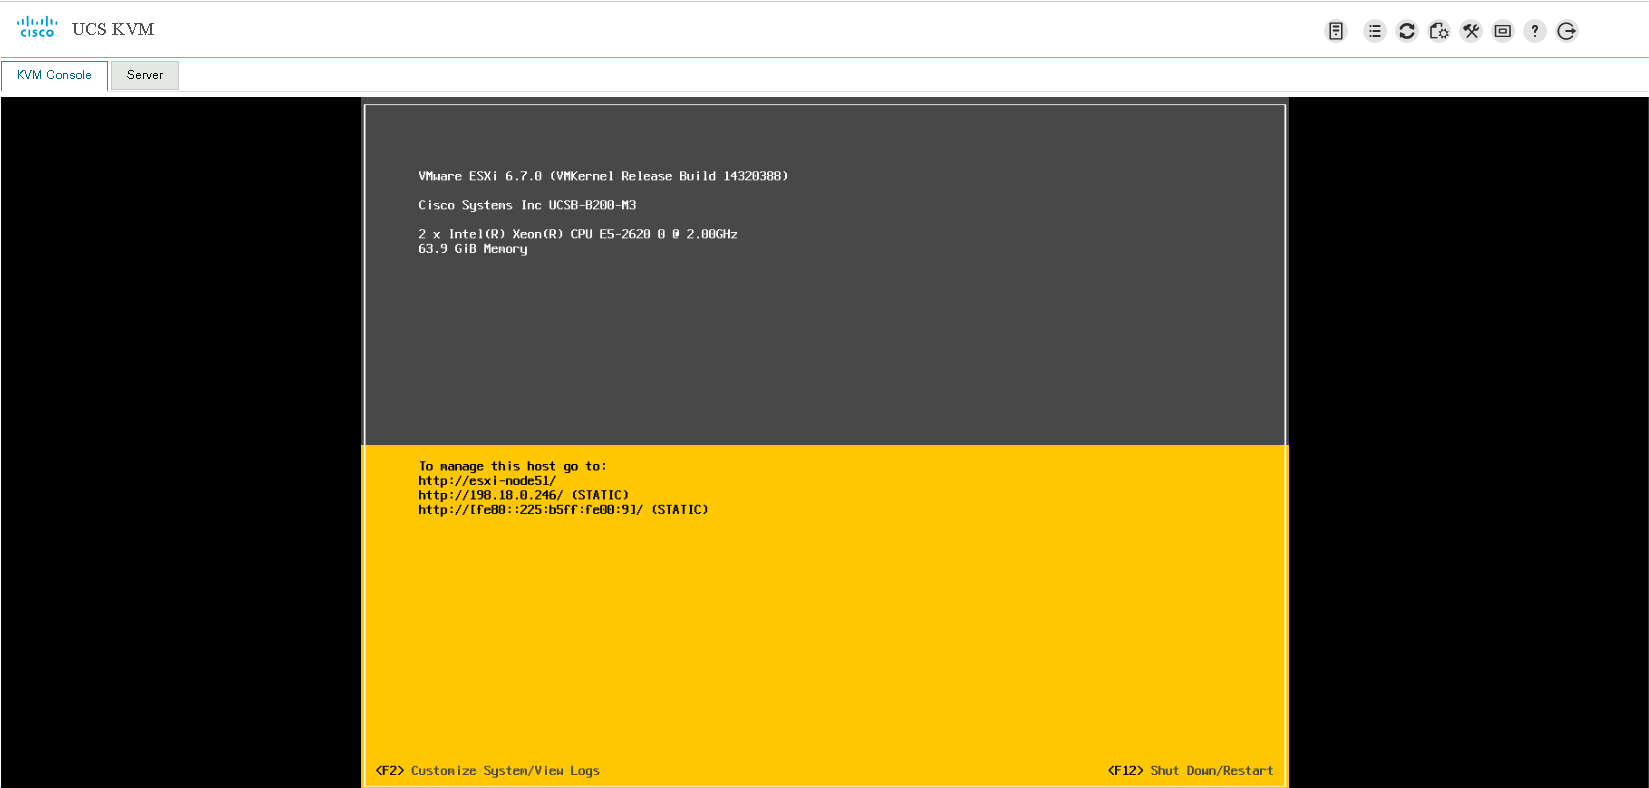 cisco UCS KVM
?
KVM Console Server
VMware ESXi 6.7.0 (VMKernel Release Build 14320388)
Cisco Systems Inc UCSB-B200-M3
2 x Intel(R) Xeon(R) CPU E5-2620 0 @ 2.00GHz
63.9 GiB Memory
To manage this host go to:
http://esxi-node51/
http://198.18.0.246/ (STATIC)
http://[fe80::225:b5ff:fe00:9]/ (STATIC)
<F2> Customize System/View Logs
<F12> Shut Down/Restart